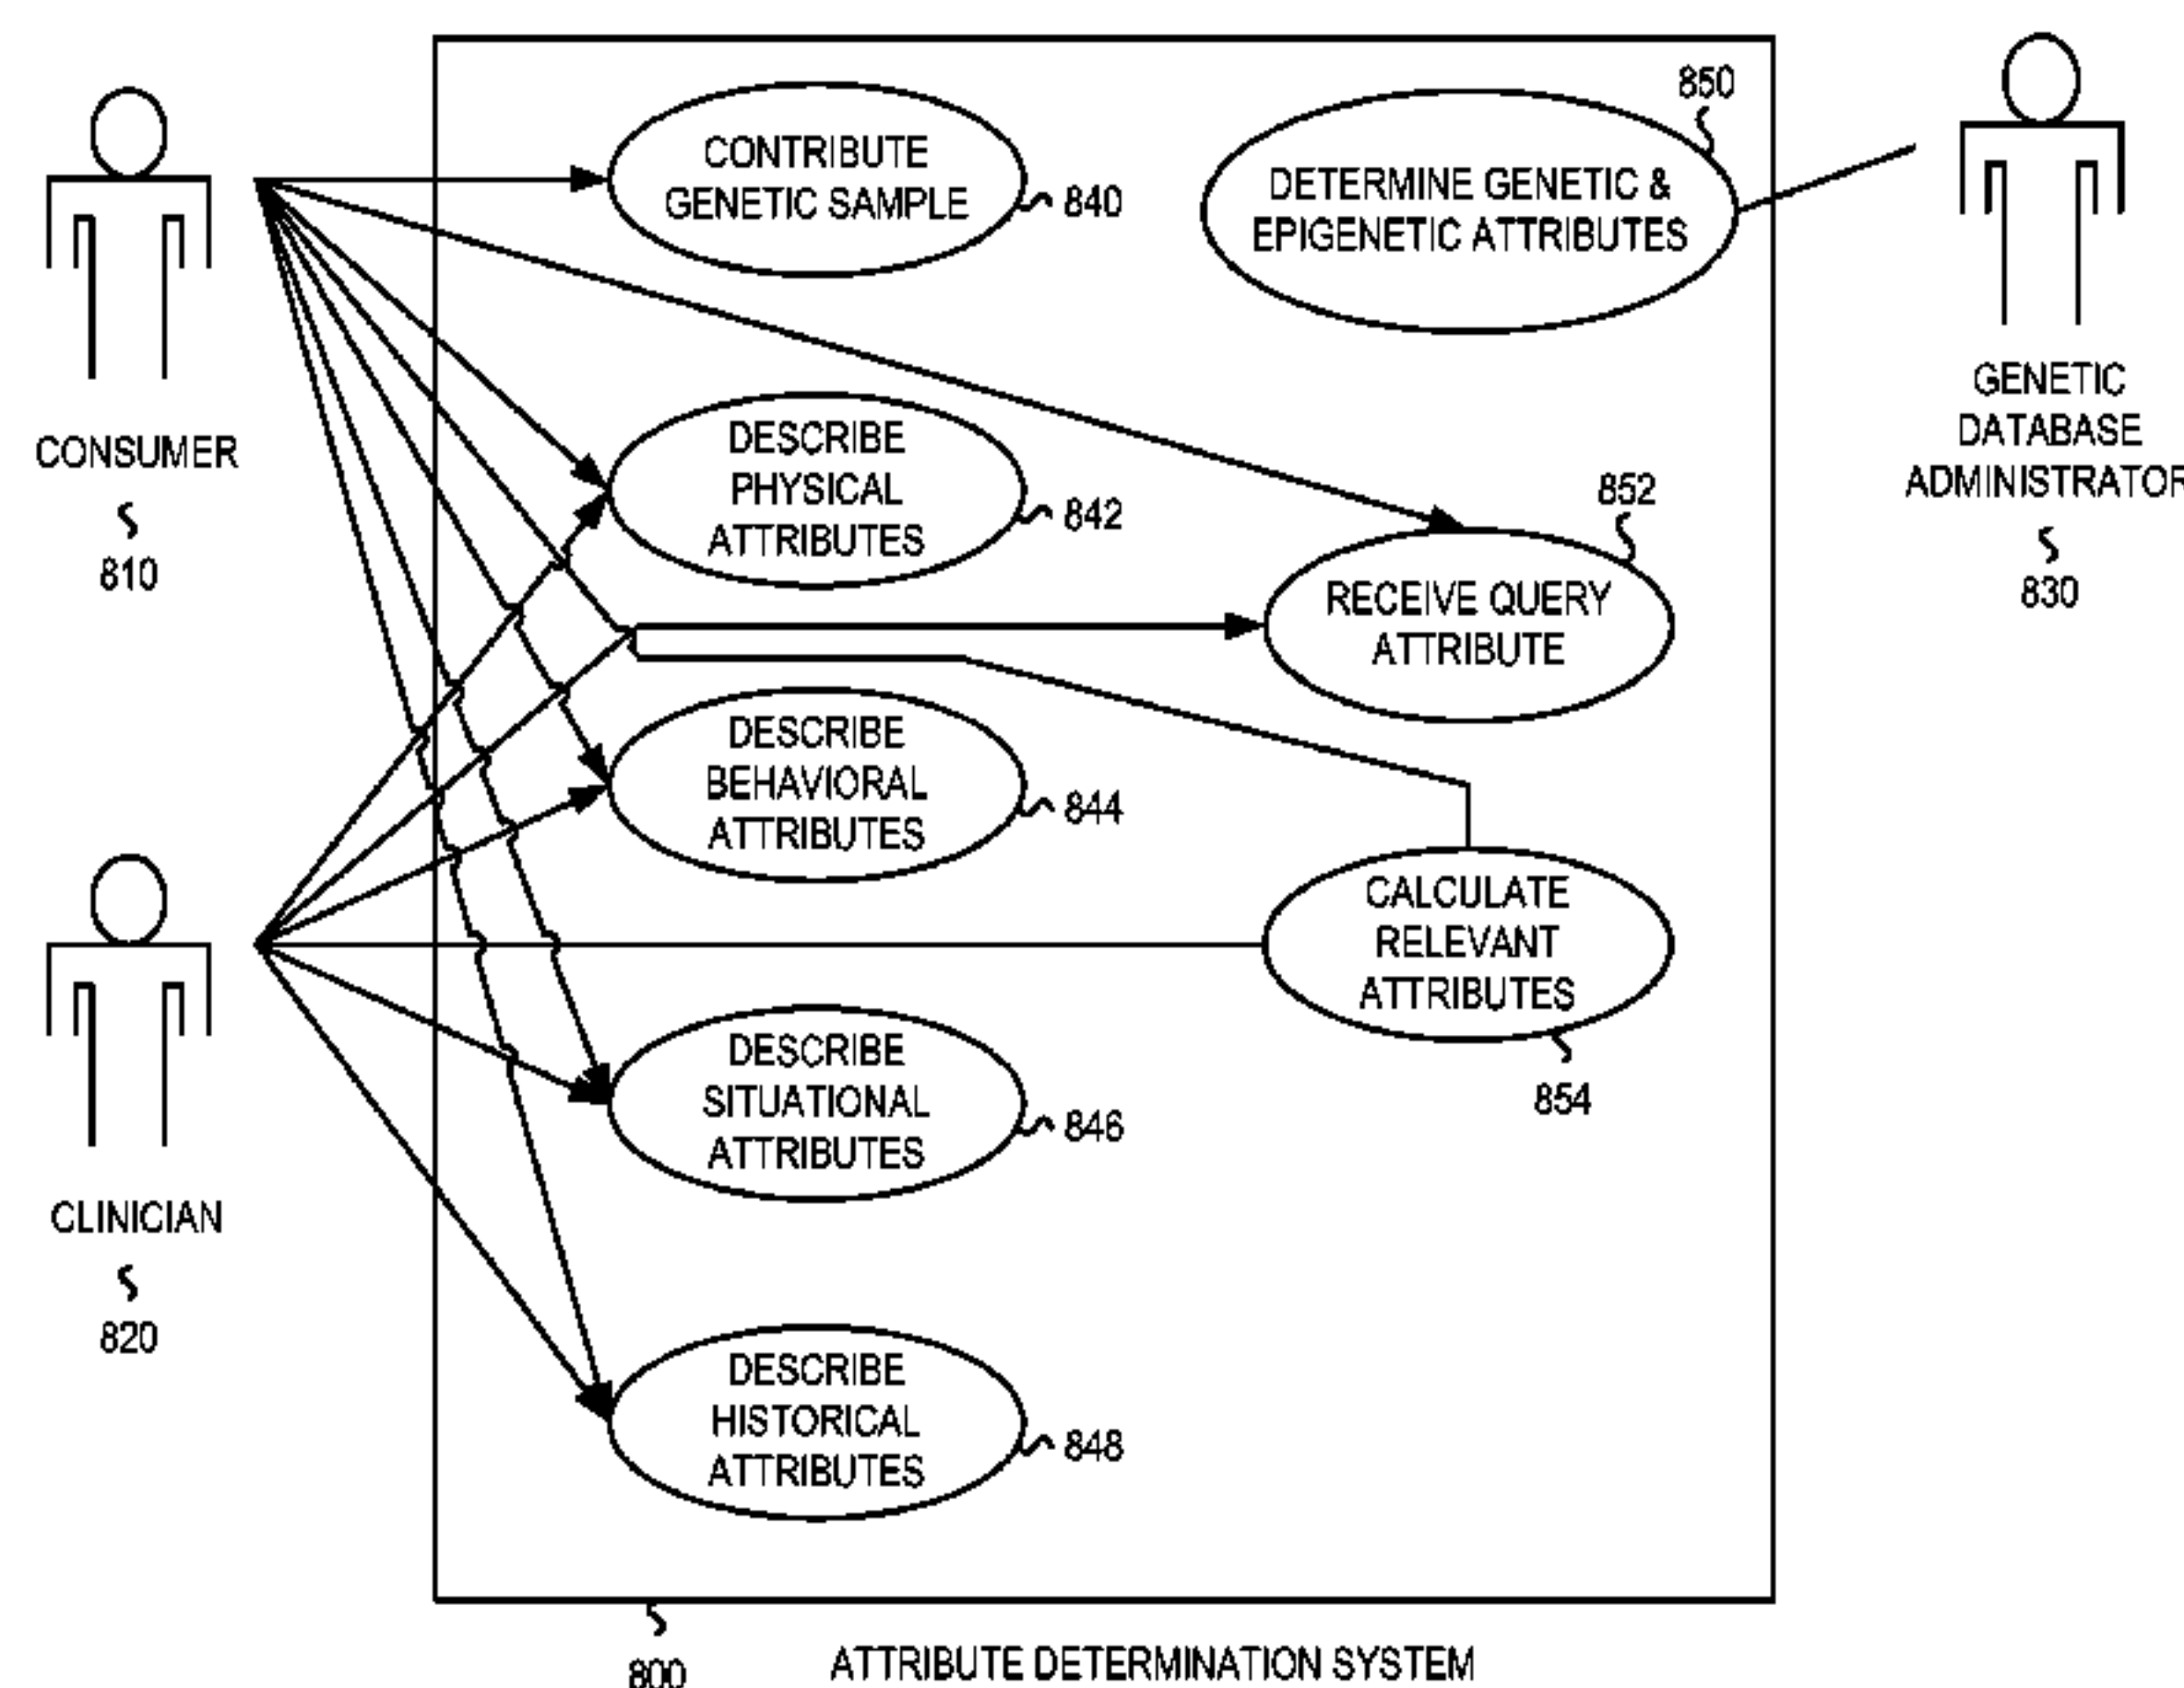 850
CONTRIBUTE
GENETIC SAMPLE
840
DETERMINE GENETIC &
EPIGENETIC ATTRIBUTES
GENETIC
DATABASE
ADMINISTRATOR
830
CONSUMER
810
DESCRIBE
PHYSICAL
ATTRIBUTES
842
852
RECEIVE QUERY
ATTRIBUTE
DESCRIBE
BEHAVIORAL
ATTRIBUTES
844
CALCULATE
RELEVANT
ATTRIBUTES
854
DESCRIBE
SITUATIONAL
ATTRIBUTES
846
CLINICIAN
820
DESCRIBE
HISTORICAL
ATTRIBUTES
848
800
ATTRIBUTE DETERMINATION SYSTEM